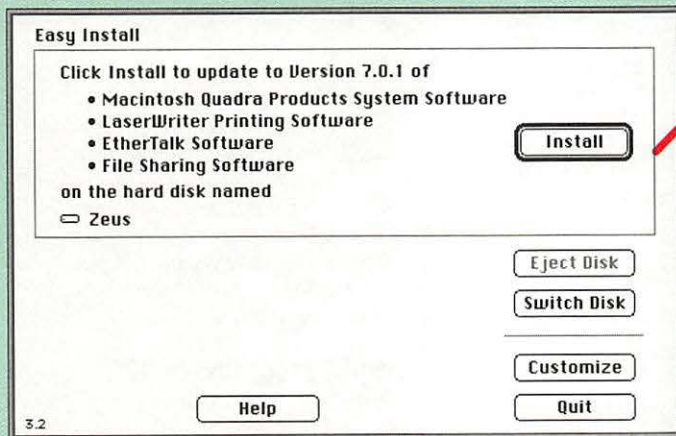 Easy Install
Click Install to update to Version 7.0.1 of
• Macintosh Quadra Products System Software
• LaserWriter Printing Software
• EtherTalk Software
• File Sharing Software
Install
on the hard disk named
Zeus
Eject Disk
Switch Disk
Customize
Help
Quit
3.2